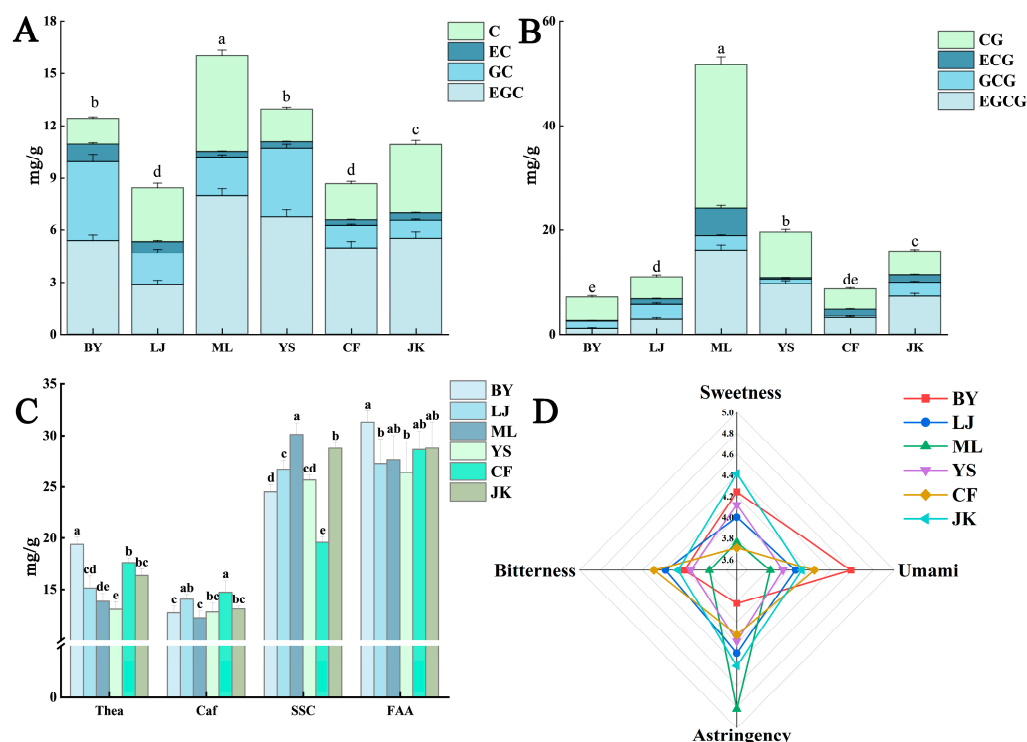 A
mg/g
18
15
12
9
6
3
0
b
d
a
b
d
c
BY
LJ
ML
YS
CF
JK
C
EC
GC
EGC
B
mg/g
60
40
20
0
e
d
a
b
de
c
BY
LJ
ML
YS
CF
JK
CG
ECG
GCG
EGCG
C
mg/g
35
30
25
20
15
0
BY
LJ
ML
YS
CF
JK
a
cd
de
e
b
bc
c
ab
c
bc
a
bc
d
c
a
cd
e
b
a
b
ab
b
ab
ab
Thea
Caf
SSC
FAA
D
Sweetness
5.0
4.8
4.6
4.4
4.2
4.0
3.8
3.6
Bitterness
Umami
Astringency
BY
LJ
ML
YS
CF
JK